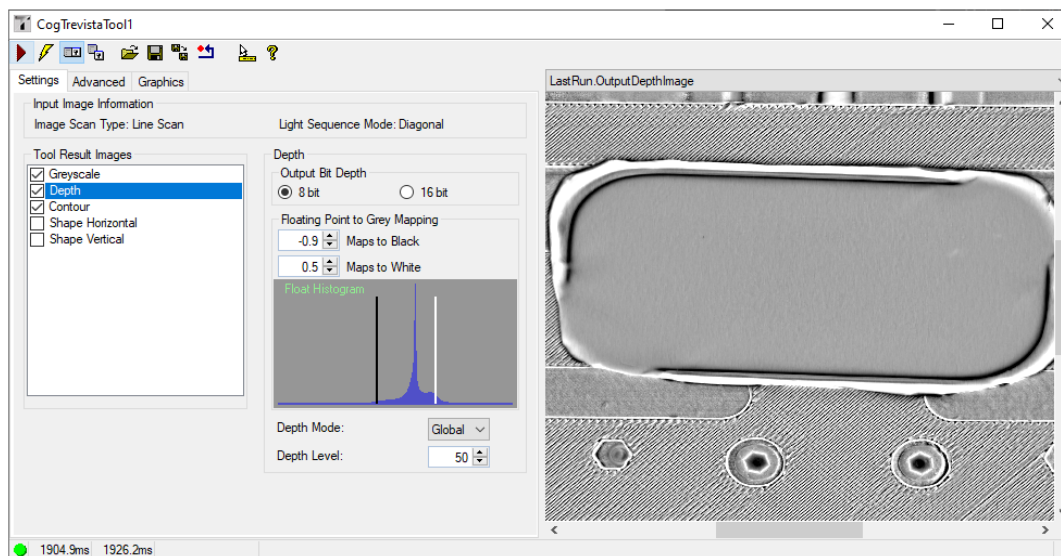 CogTrevistaTool1
Settings Advanced Graphics
Input Image Information
Image Scan Type: Line Scan Light Sequence Mode: Diagonal
Tool Result Images
Greyscale
Depth
Contour
Shape Horizontal
Shape Vertical
Depth
Output Bit Depth
8 bit 16 bit
Floating Point to Grey Mapping
-0.9 Maps to Black
0.5 Maps to White
Float Histogram
Depth Mode: Global
Depth Level: 50
LastRun.OutputDepthImage
1904.9ms 1926.2ms